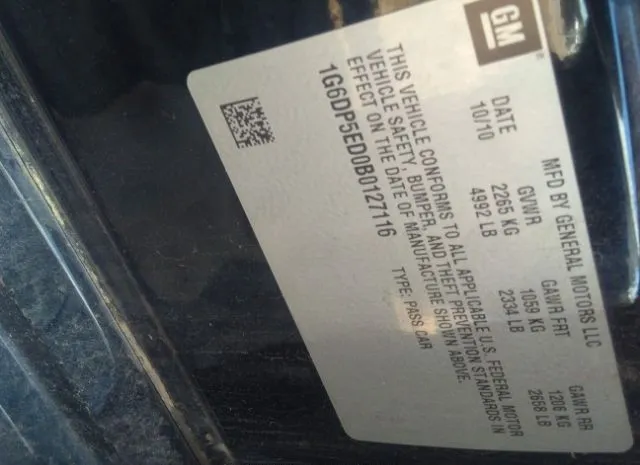 GM
MFD BY GENERAL MOTORS LLC
DATE GVWR GAWR FRT GAWR RR
10/10 2265 KG 1059 KG 1206 KG
4992 LB 2334 LB 2658 LB
THIS VEHICLE CONFORMS TO ALL APPLICABLE U.S. FEDERAL MOTOR
VEHICLE SAFETY, BUMPER, AND THEFT PREVENTION STANDARDS IN
EFFECT ON THE DATE OF MANUFACTURE SHOWN ABOVE.
1G6DP5ED0B0127116 TYPE: PASS CAR